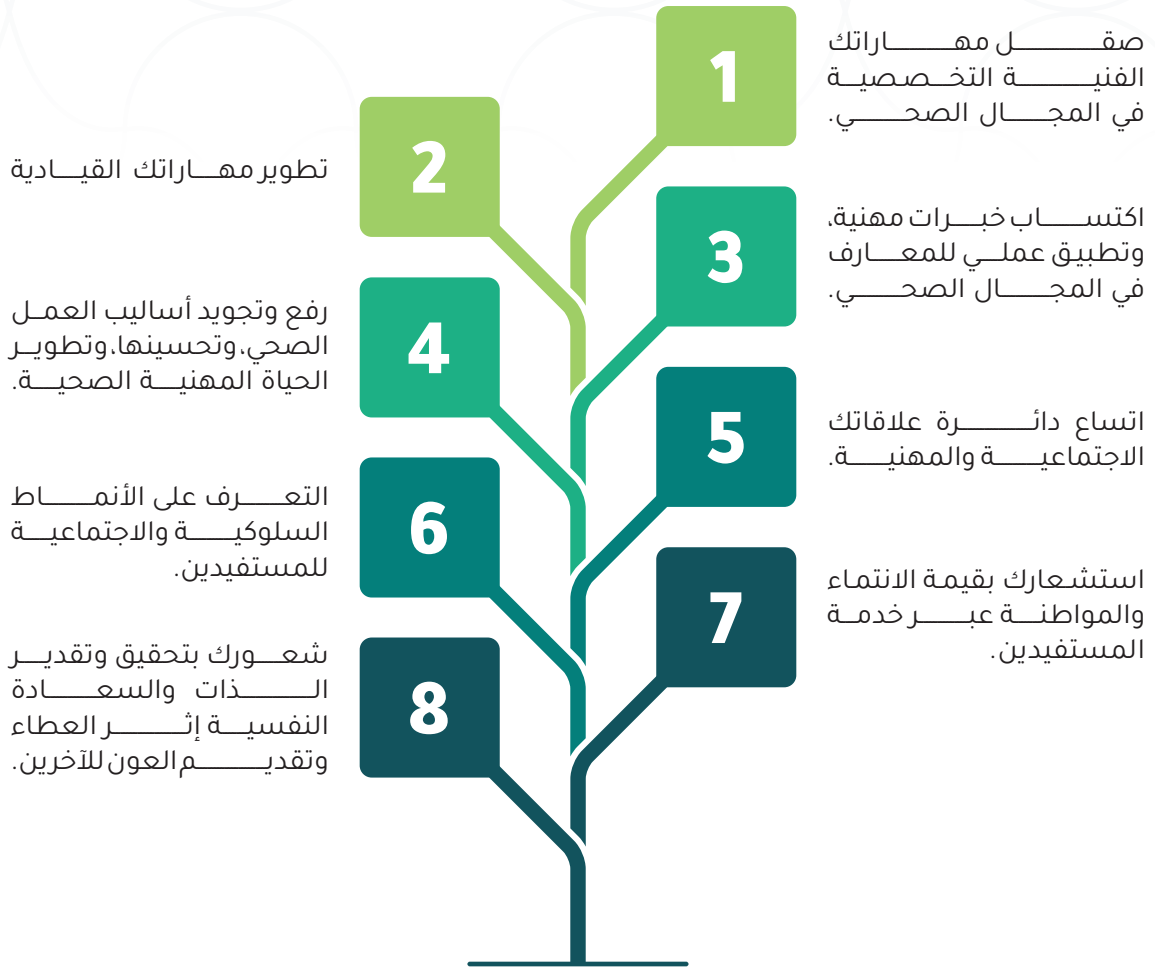 1
صقل مهاراتك
الفنية التخصصية
في المجال الصحي.
2
تطوير مهاراتك القيادية
3
اكتساب خبرات مهنية،
وتطبيق عملي للمعارف
في المجال الصحي.
4
رفع وتجويد أساليب العمل
الصحي، وتحسينها، وتطوير
الحياة المهنية الصحية.
5
اتساع دائرة علاقاتك
الاجتماعية والمهنية.
6
التعرف على الأنماط
السلوكية والاجتماعية
للمستفيدين.
7
استشعارك بقيمة الانتماء
والمواطنة عبر خدمة
المستفيدين.
8
شعورك بتحقيق وتقدير
الذات والسعادة
النفسية إثر العطاء
وتقديم العون للآخرين.